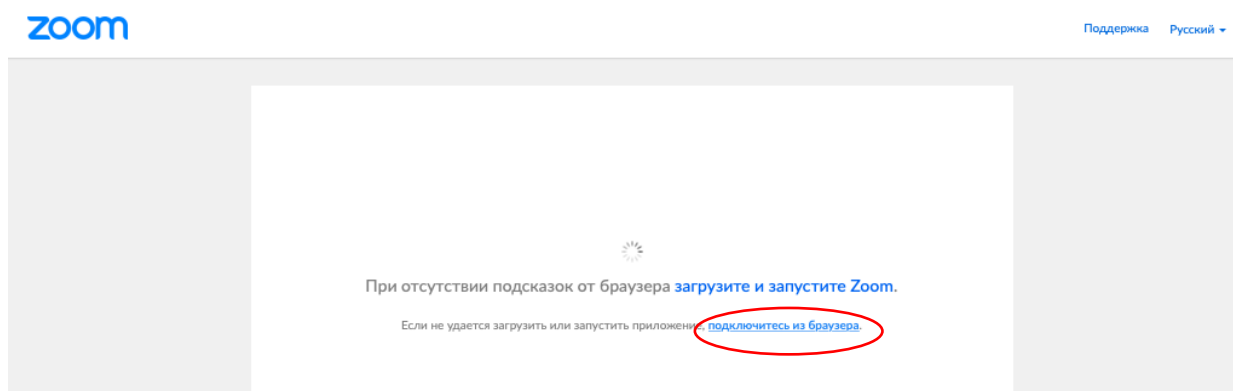 zoom
Поддержка Русский
При отсутствии подсказок от браузера загрузите и запустите Zoom.
Если не удается загрузить или запустить приложение, подключитесь из браузера.